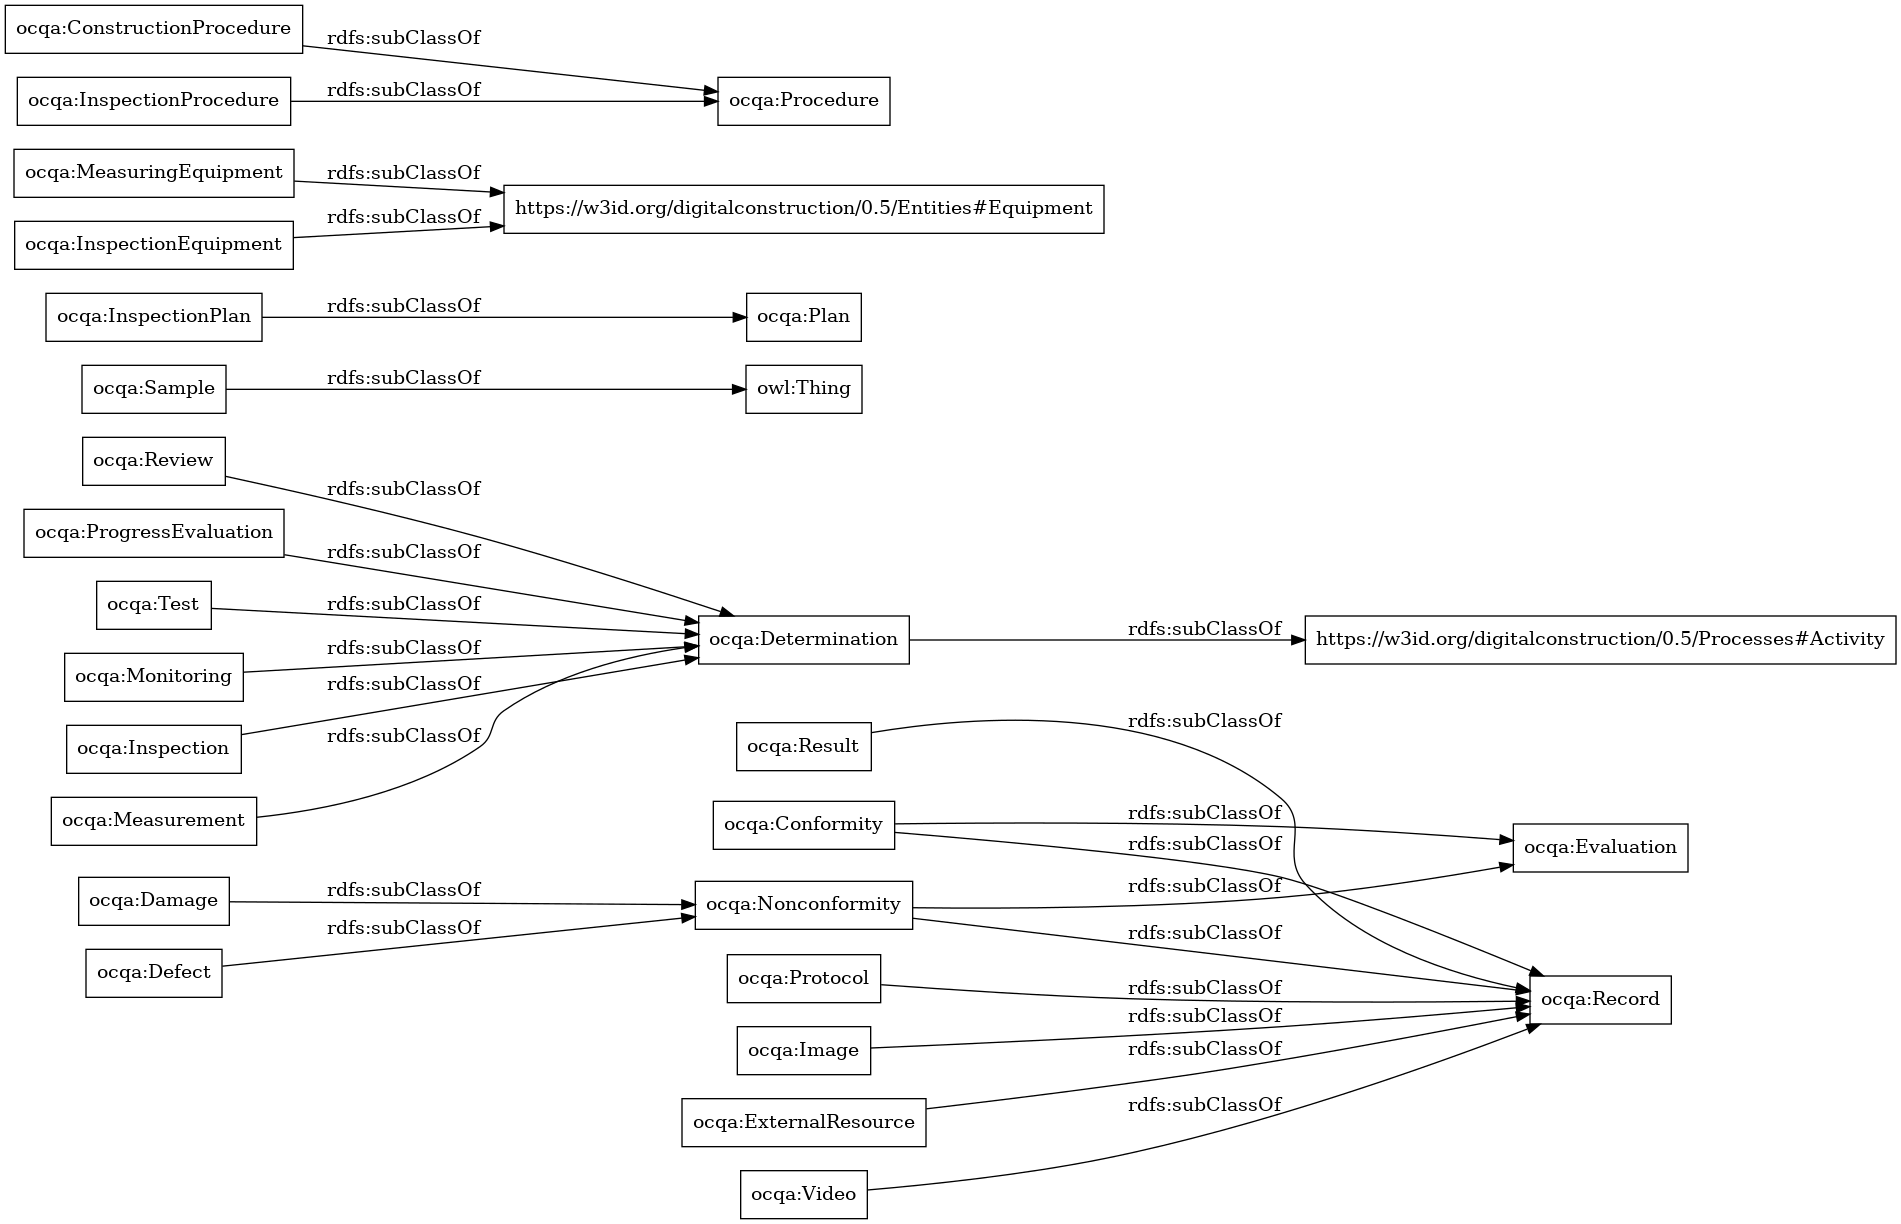 ocqa:ConstructionProcedure
rdfs:subClassOf
ocqa:InspectionProcedure
rdfs:subClassOf
ocqa:Procedure
ocqa:MeasuringEquipment
rdfs:subClassOf
https://w3id.org/digitalconstruction/0.5/Entities#Equipment
rdfs:subClassOf
ocqa:InspectionEquipment
ocqa:InspectionPlan
rdfs:subClassOf
ocqa:Plan
ocqa:Sample
rdfs:subClassOf
owl:Thing
ocqa:Review
rdfs:subClassOf
ocqa:ProgressEvaluation
rdfs:subClassOf
ocqa:Test
rdfs:subClassOf
ocqa:Determination
rdfs:subClassOf
https://w3id.org/digitalconstruction/0.5/Processes#Activity
ocqa:Monitoring
rdfs:subClassOf
rdfs:subClassOf
ocqa:Inspection
rdfs:subClassOf
ocqa:Result
rdfs:subClassOf
ocqa:Measurement
ocqa:Conformity
rdfs:subClassOf
rdfs:subClassOf
ocqa:Evaluation
ocqa:Damage
rdfs:subClassOf
ocqa:Nonconformity
rdfs:subClassOf
rdfs:subClassOf
rdfs:subClassOf
ocqa:Defect
ocqa:Protocol
rdfs:subClassOf
ocqa:Record
rdfs:subClassOf
ocqa:Image
rdfs:subClassOf
ocqa:ExternalResource
rdfs:subClassOf
ocqa:Video